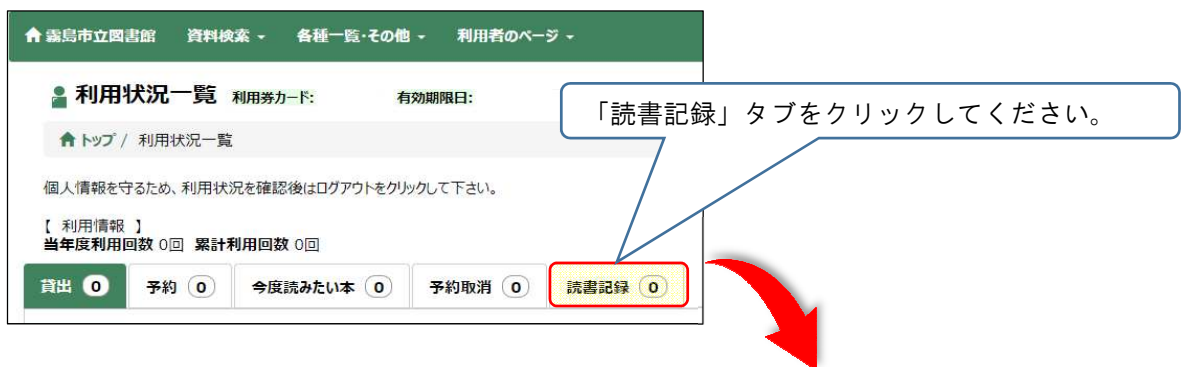 霧島市立図書館 資料検索 各種一覧・その他 利用者のページ
利用状況一覧 利用券カード: 有効期限日:
「読書記録」タブをクリックしてください。
トップ / 利用状況一覧
個人情報を守るため、利用状況を確認後はログアウトをクリックして下さい。
【 利用情報 】
当年度利用回数 0回 累計利用回数 0回
貸出 0 予約 0 今度読みたい本 0 予約取消 0 読書記録 0